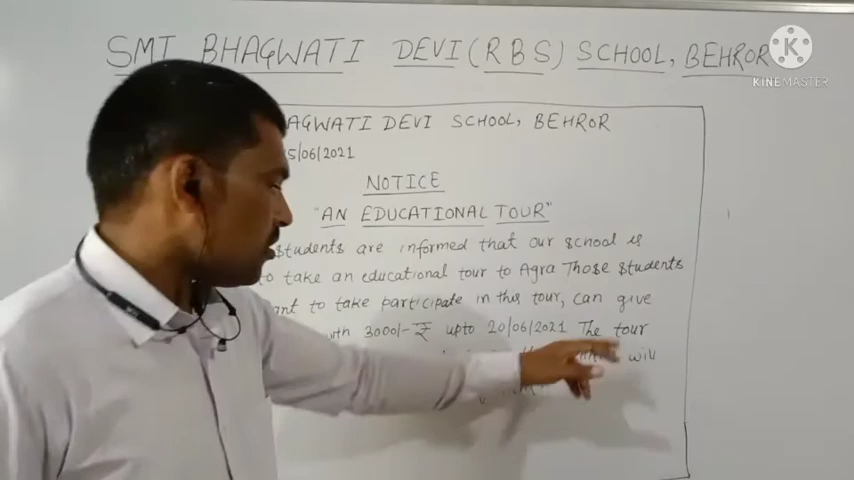 SMT BHAGWATI DEVI (RBS) SCHOOL, BEHROR
KINEMASTER
AGWATI DEVI SCHOOL, BEHROR
5/06/2021
NOTICE
"AN EDUCATIONAL TOUR"
students are informed that our school is
to take an educational tour to Agra Those students
nt to take participate in this tour, can give
with 3000/-₹ upto 20/06/2021 The tour
will